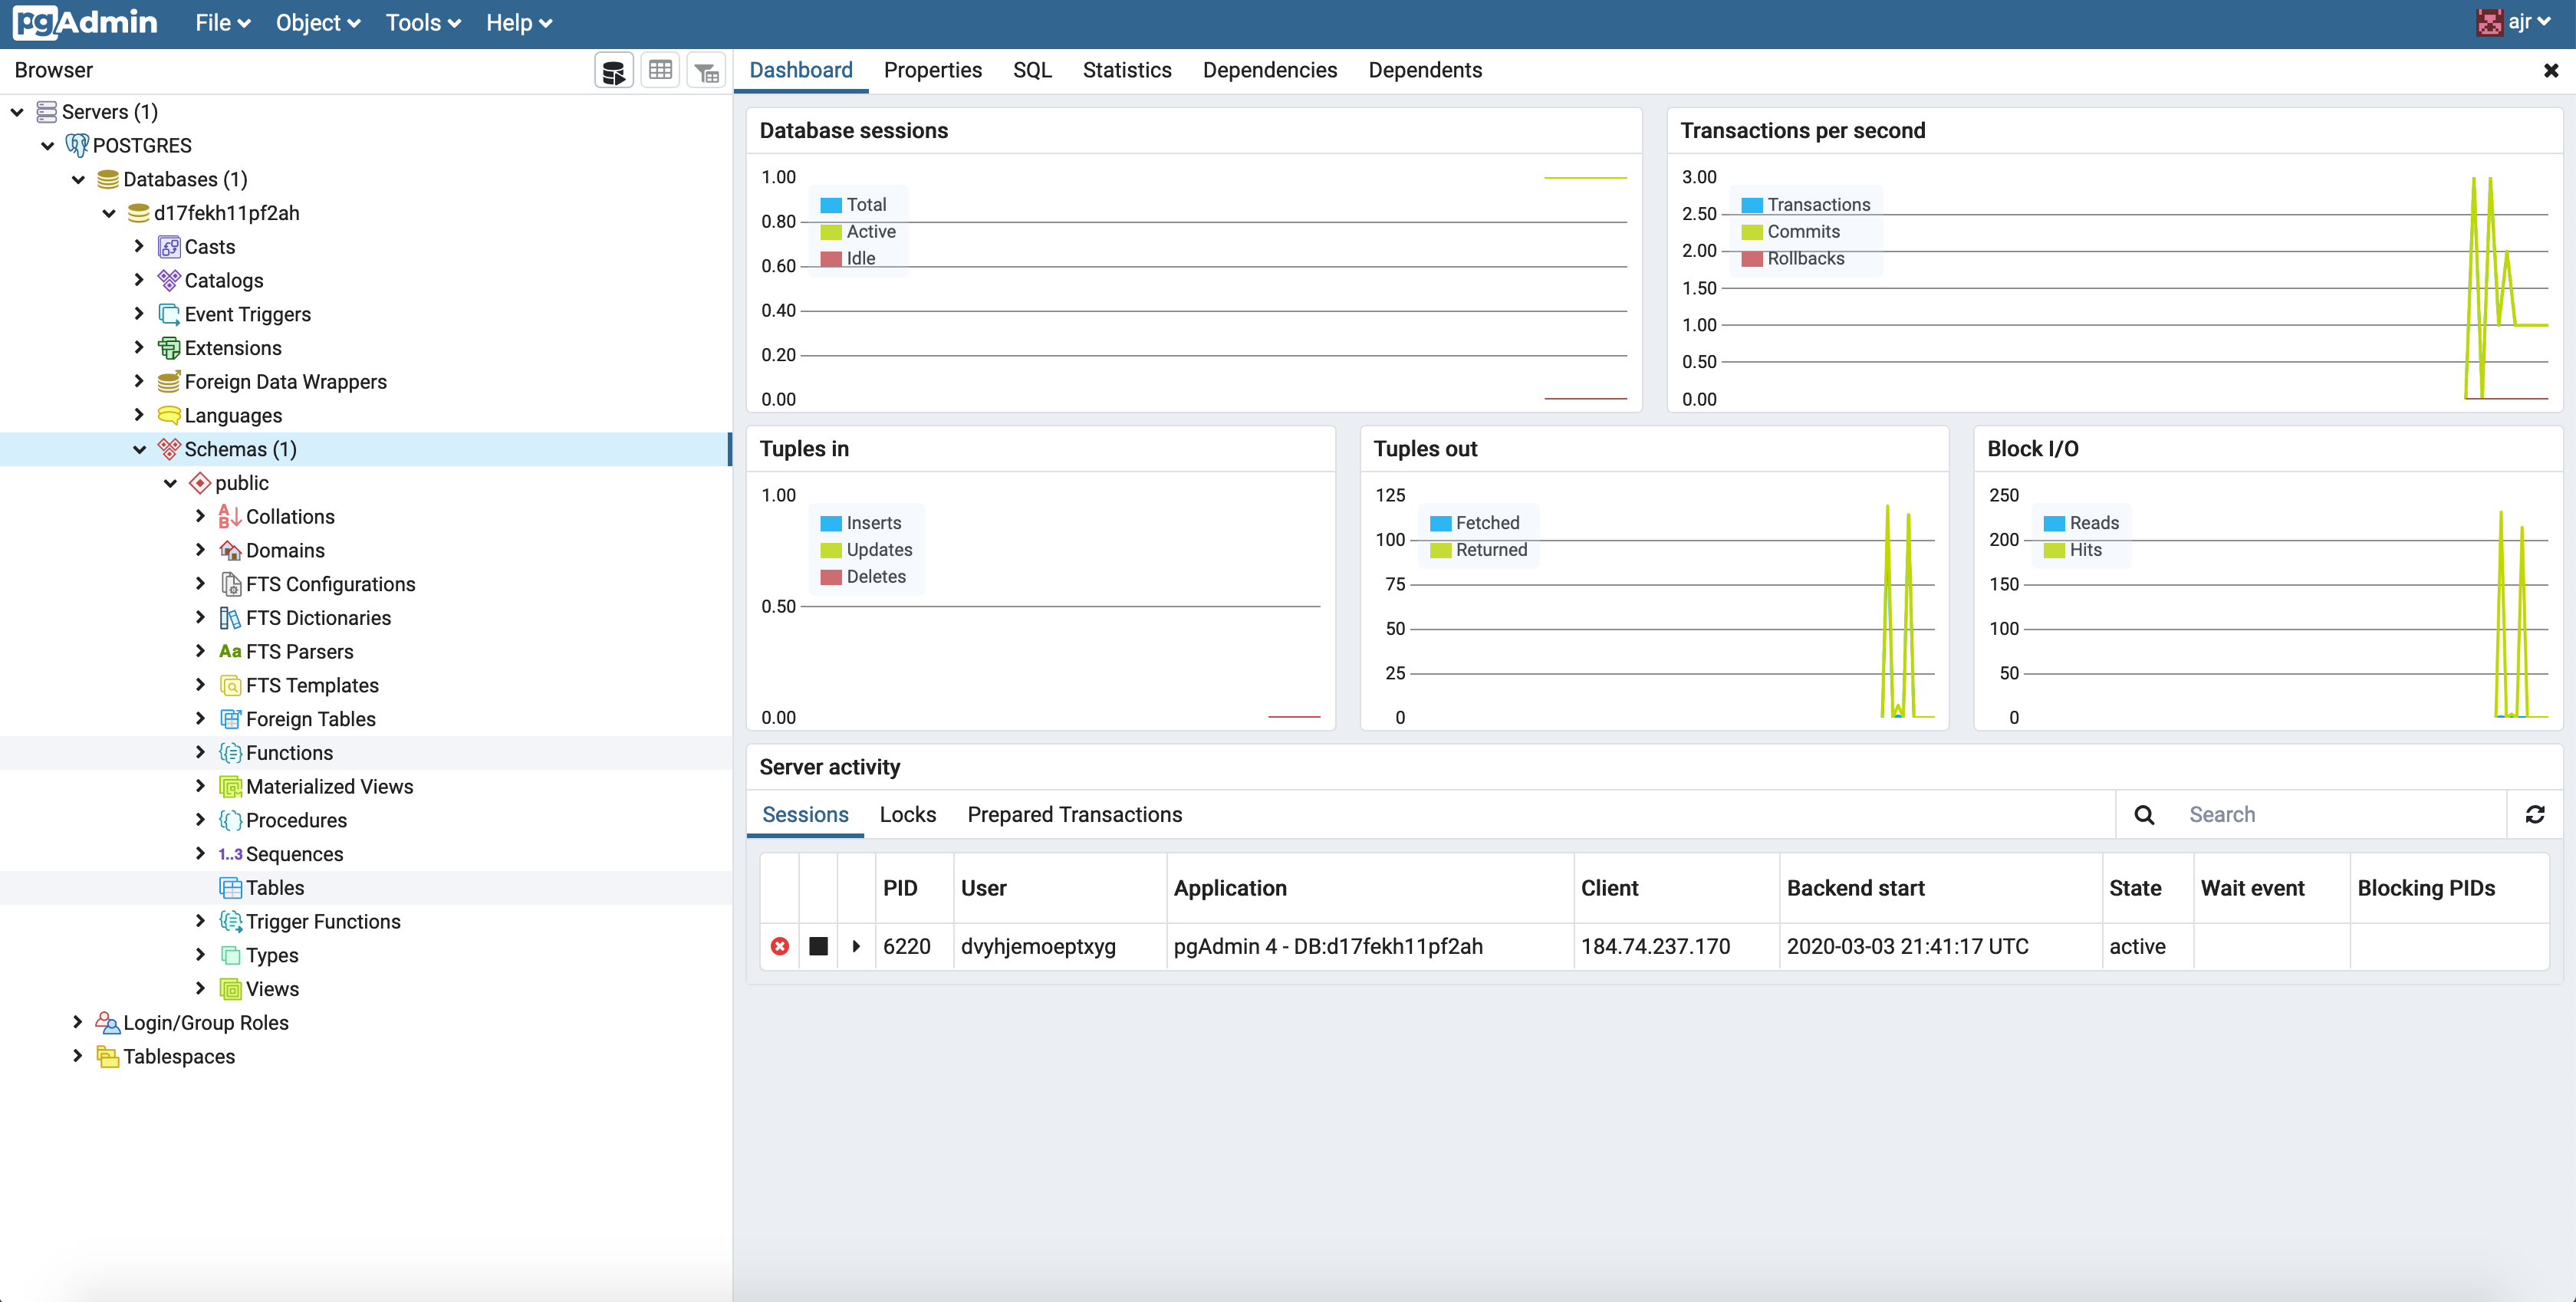 pgAdmin File Object Tools Help ajr
Browser
Dashboard Properties SQL Statistics Dependencies Dependents
Servers (1)
POSTGRES
Databases (1)
d17fekh11pf2ah
Casts
Catalogs
Event Triggers
Extensions
Foreign Data Wrappers
Languages
Schemas (1)
public
Collations
Domains
FTS Configurations
FTS Dictionaries
Aa FTS Parsers
FTS Templates
Foreign Tables
Functions
Materialized Views
Procedures
1..3 Sequences
Tables
Trigger Functions
Types
Views
Login/Group Roles
Tablespaces
Database sessions
1.00
0.80
0.60
0.40
0.20
0.00
Total
Active
Idle
Transactions per second
3.00
2.50
2.00
1.50
1.00
0.50
0.00
Transactions
Commits
Rollbacks
Tuples in
1.00
0.50
0.00
Inserts
Updates
Deletes
Tuples out
125
100
75
50
25
0
Fetched
Returned
Block I/O
250
200
150
100
50
0
Reads
Hits
Server activity
Sessions Locks Prepared Transactions Search
PID User Application Client Backend start State Wait event Blocking PIDs
6220 dvyhjemoeptxyg pgAdmin 4 - DB:d17fekh11pf2ah 184.74.237.170 2020-03-03 21:41:17 UTC active